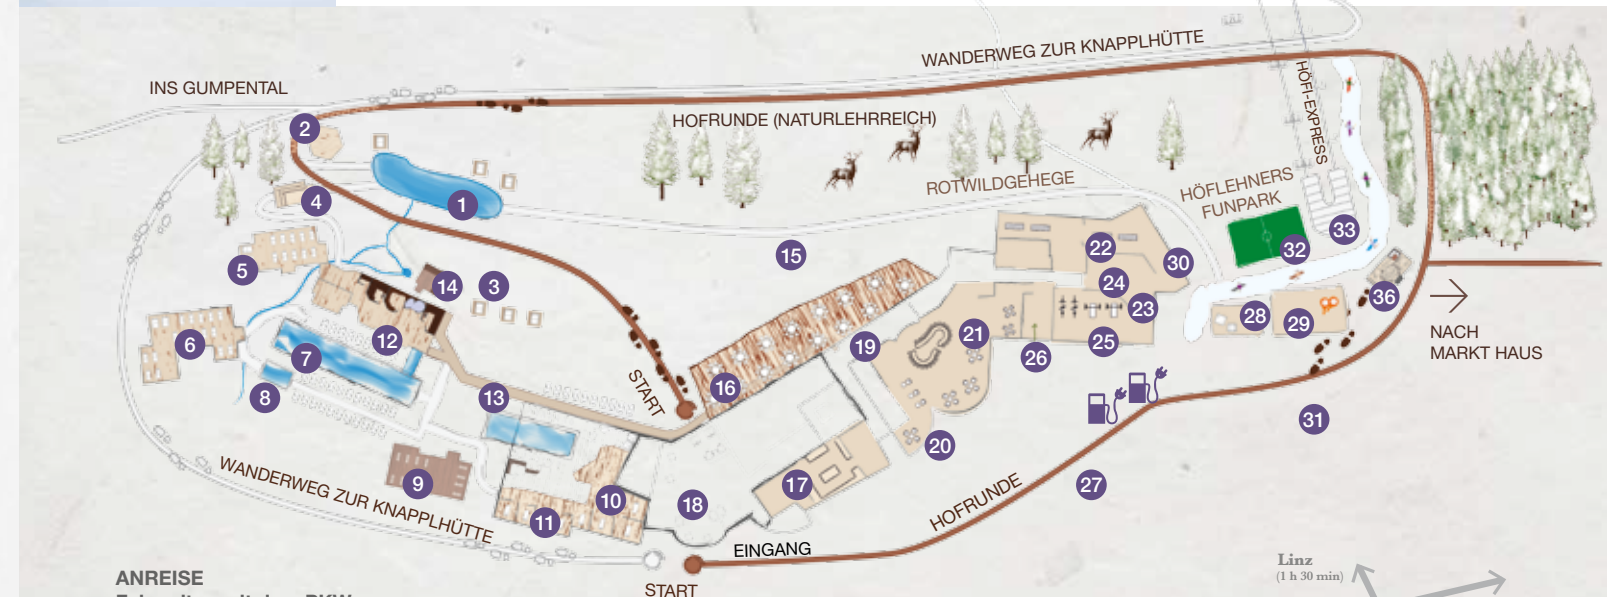 WANDERWEG ZUR KNAPPLHÜTTE
INS GUMPENTAL
HÖFI-EXPRESS
2
HOFRUNDE (NATURLEHRREICH)
ROTWILDGEHEGE
HÖFLEHNERS
FUNPARK
4
1
33
32
22
15
5
30
24
14
3
36
23
28
29
NACH
MARKT HAUS
6
12
7
19
21
25
26
START
16
8
13
31
20
WANDERWEG ZUR KNAPPLHÜTTE
9
17
27
10
18
11
HOFRUNDE
EINGANG
START
Linz
(1 h 30 min)
ANREISE